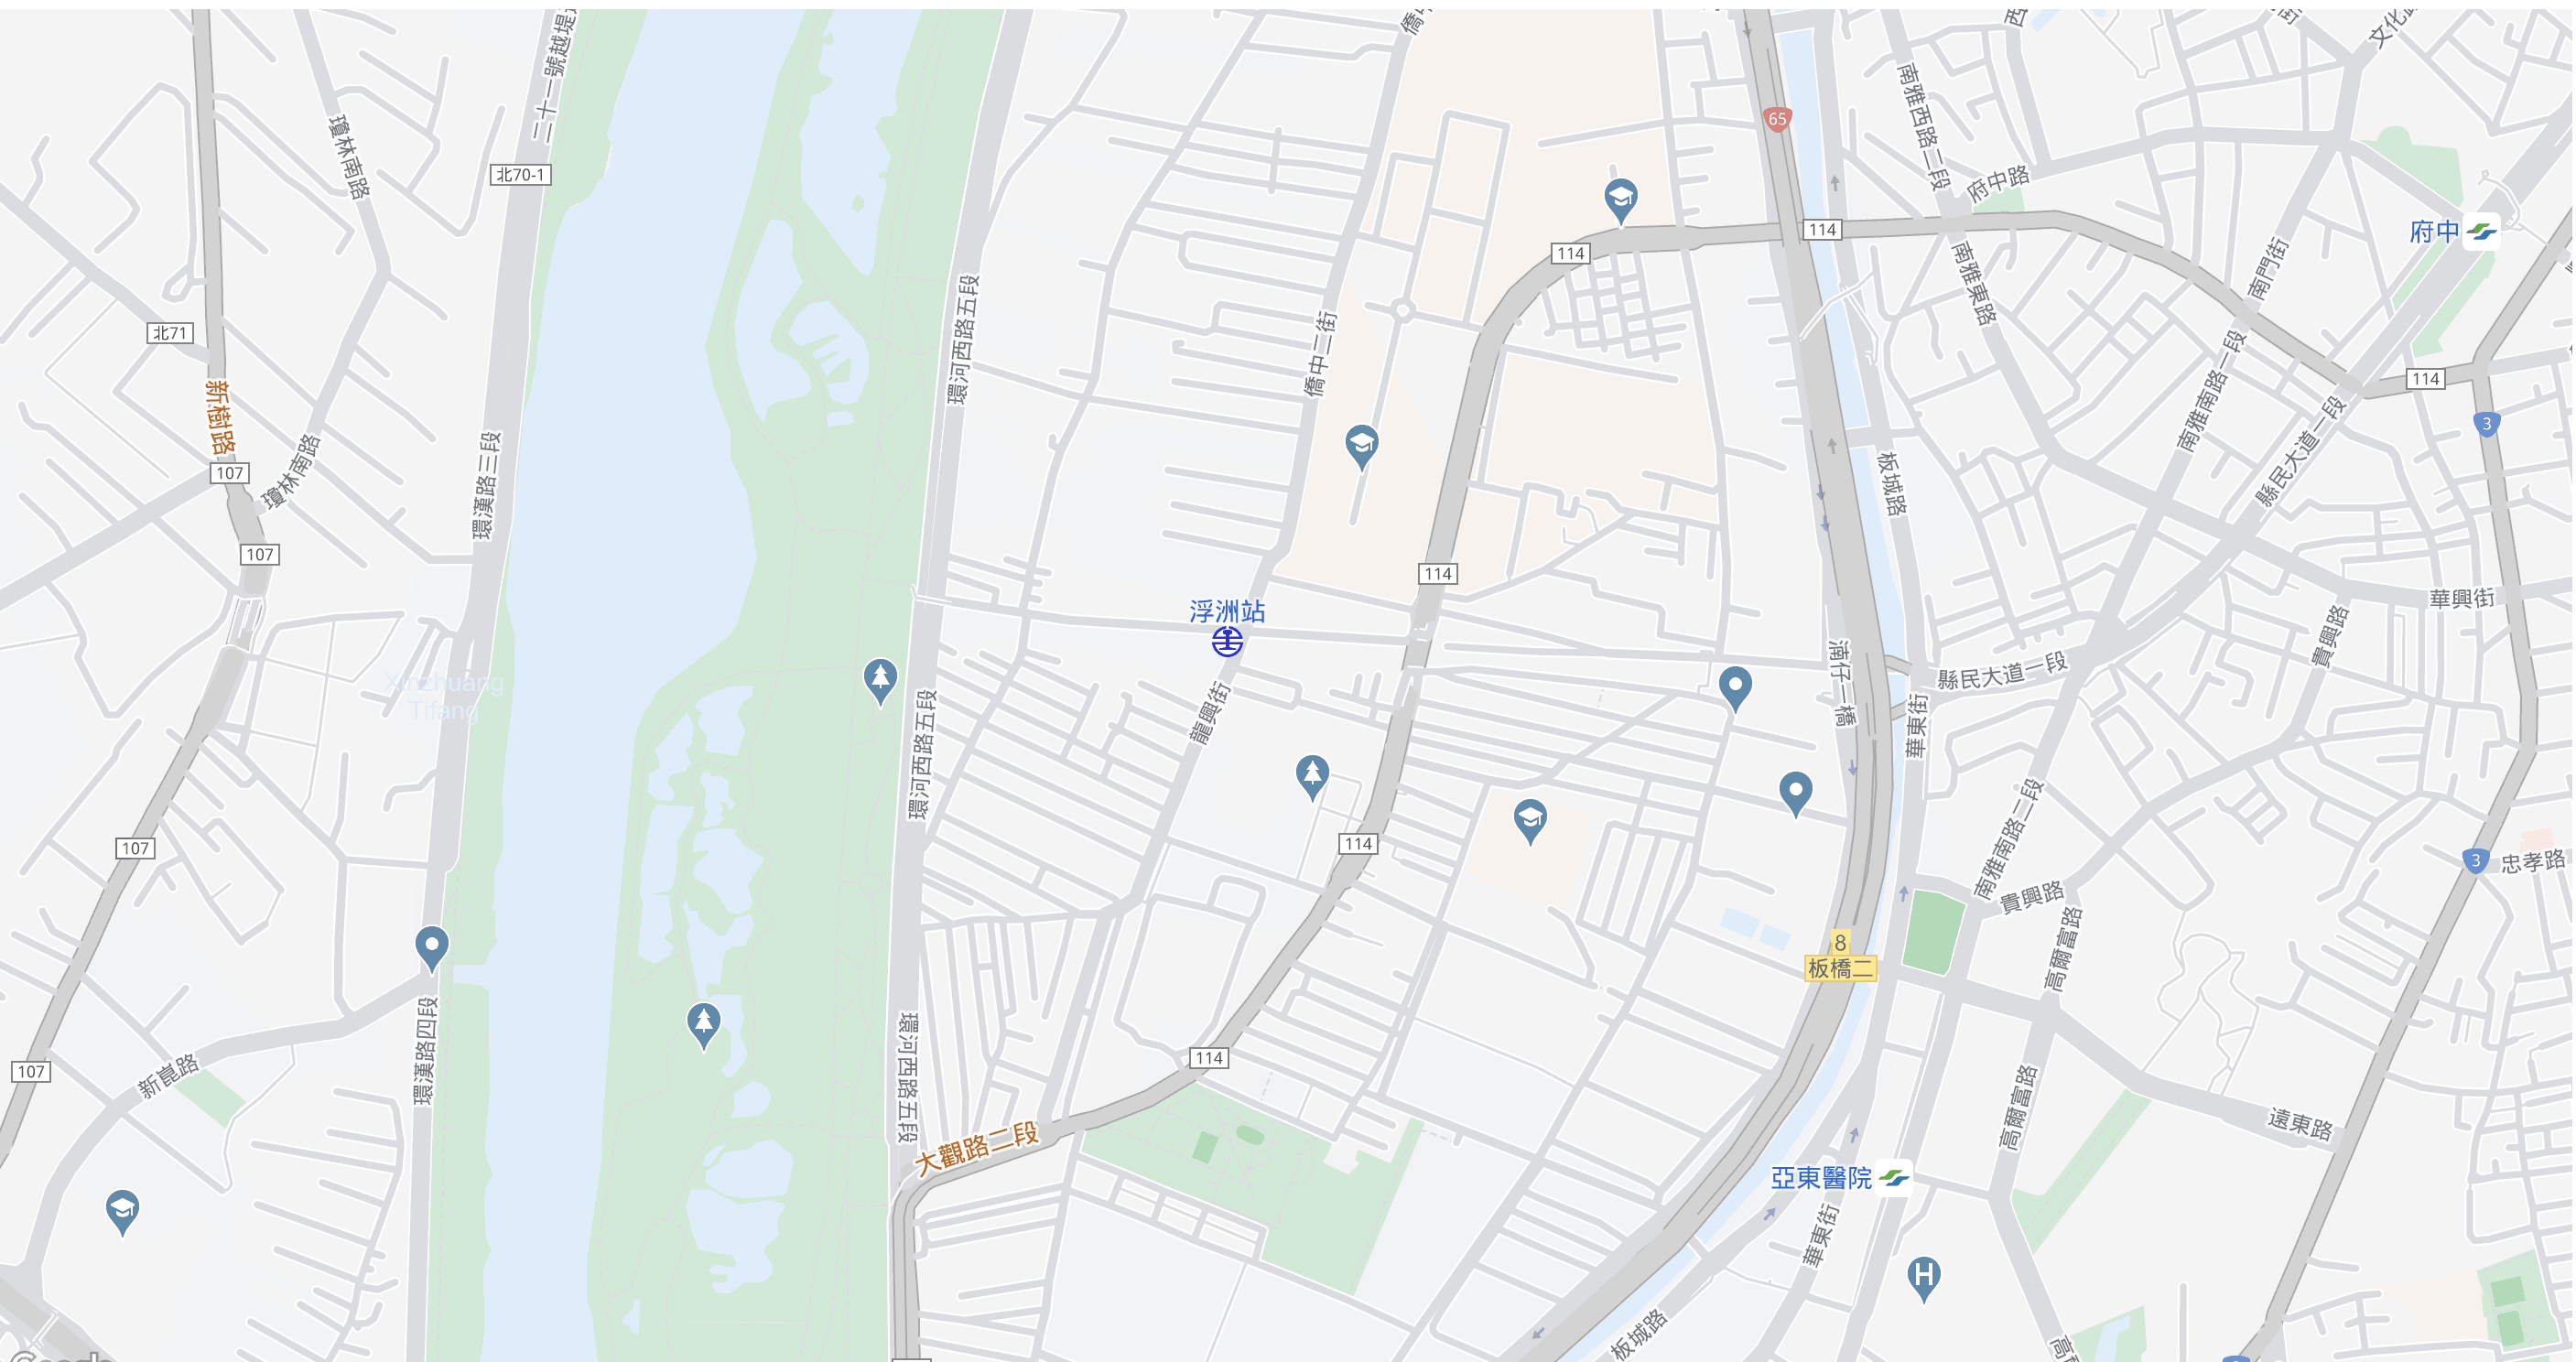 二十一號越堤道
瓊林南路
北70-1
北71
新樹路
107
瓊林南路
107
環漢路三段
Xinzhuang
Tifang
107
107
新崑路
環漢路四段
環河西路五段
環河西路五段
環河西路五段
大觀路二段
僑中二街
浮洲站
龍興街
114
114
114
114
114
114
65
南雅西路二段
府中路
南雅東路
府中
南門街
南雅南路一段
縣民大道一段
3
板城路
湳仔一橋
華東街
縣民大道一段
華興街
貴興路
南雅南路二段
貴興路
高爾富路
高爾富路
3
忠孝路
8
板橋二
遠東路
亞東醫院
華東街
板城路
H
Google